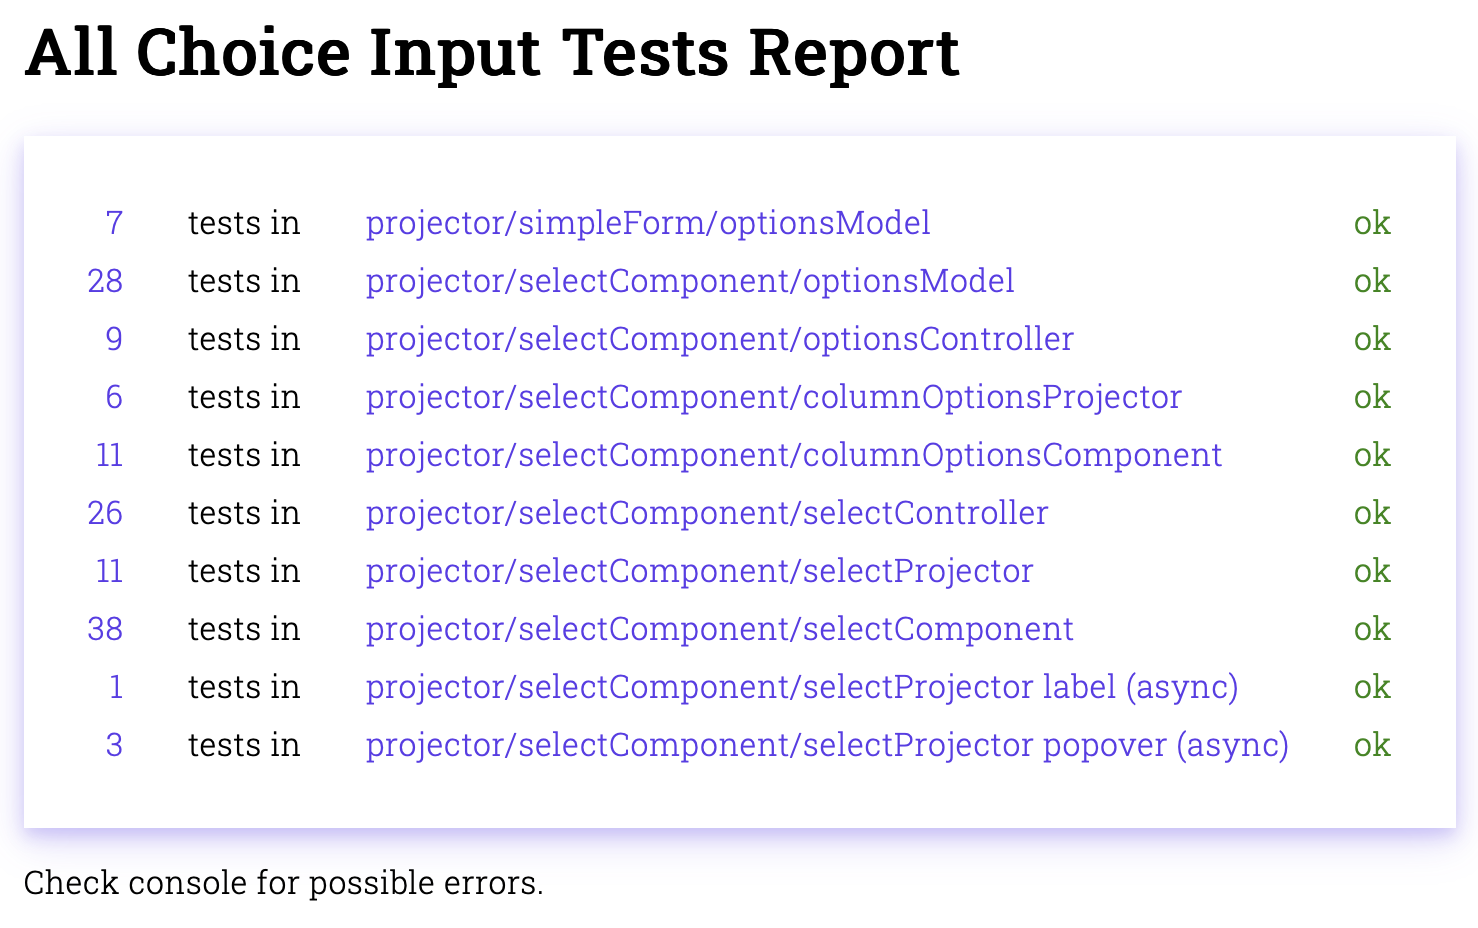 All Choice Input Tests Report
7 tests in projector/simpleForm/optionsModel ok
28 tests in projector/selectComponent/optionsModel ok
9 tests in projector/selectComponent/optionsController ok
6 tests in projector/selectComponent/columnOptionsProjector ok
11 tests in projector/selectComponent/columnOptionsComponent ok
26 tests in projector/selectComponent/selectController ok
11 tests in projector/selectComponent/selectProjector ok
38 tests in projector/selectComponent/selectComponent ok
1 tests in projector/selectComponent/selectProjector label (async) ok
3 tests in projector/selectComponent/selectProjector popover (async) ok
Check console for possible errors.